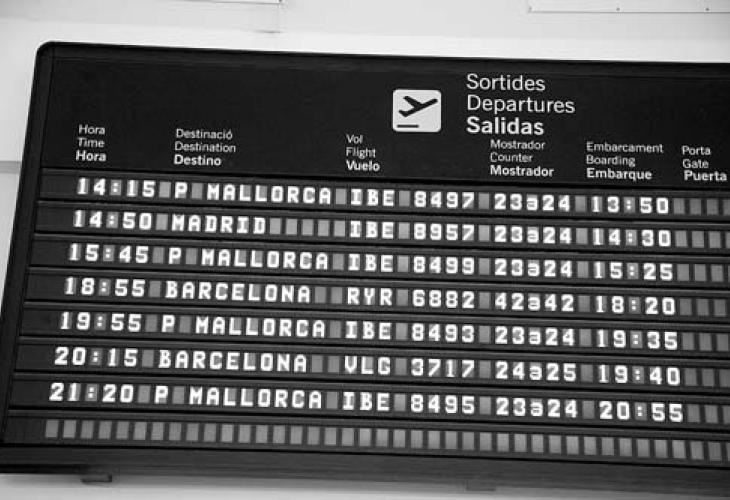 Sortides
Departures
Salidas
Hora Destinació Vol Mostrador Embarcament Porta
Time Destination Flight Counter Boarding Gate
Hora Destino Vuelo Mostrador Embarque Puerta
14:15 P MALLORCA IBE 8497 23a24 13:50
14:50 MADRID IBE 8957 23a24 14:30
15:45 P MALLORCA IBE 8499 23a24 15:25
18:55 BARCELONA RYR 6882 42a42 18:20
19:55 P MALLORCA IBE 8493 23a24 19:35
20:15 BARCELONA VLG 3717 24a25 19:40
21:20 P MALLORCA IBE 8495 23a24 20:55